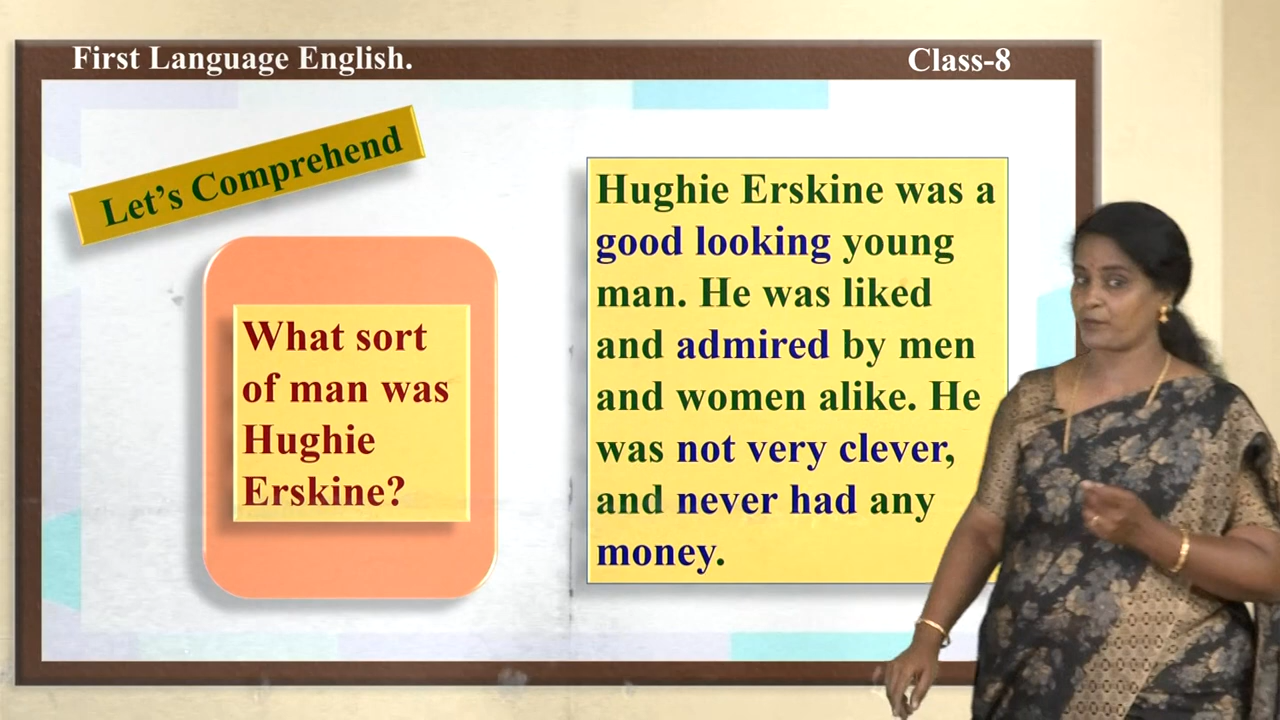 First Language English.
Class-8
Let's Comprehend
What sort
of man was
Hughie
Erskine?
Hughie Erskine was a
good looking young
man. He was liked
and admired by men
and women alike. He
was not very clever,
and never had any
money.